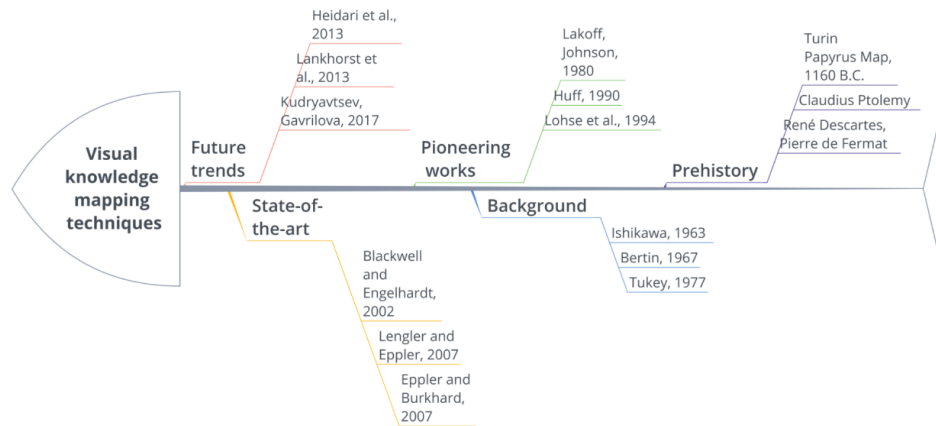 Visual
knowledge
mapping
techniques
Future
trends
Heidari et al.,
2013
Lankhorst et
al., 2013
Kudryavtsev,
Gavrilova, 2017
State-of-
the-art
Blackwell
and
Engelhardt,
2002
Lengler and
Eppler, 2007
Eppler and
Burkhard,
2007
Pioneering
works
Lakoff,
Johnson,
1980
Huff, 1990
Lohse et al., 1994
Background
Ishikawa, 1963
Bertin, 1967
Tukey, 1977
Prehistory
Turin
Papyrus Map,
1160 B.C.
Claudius Ptolemy
René Descartes,
Pierre de Fermat